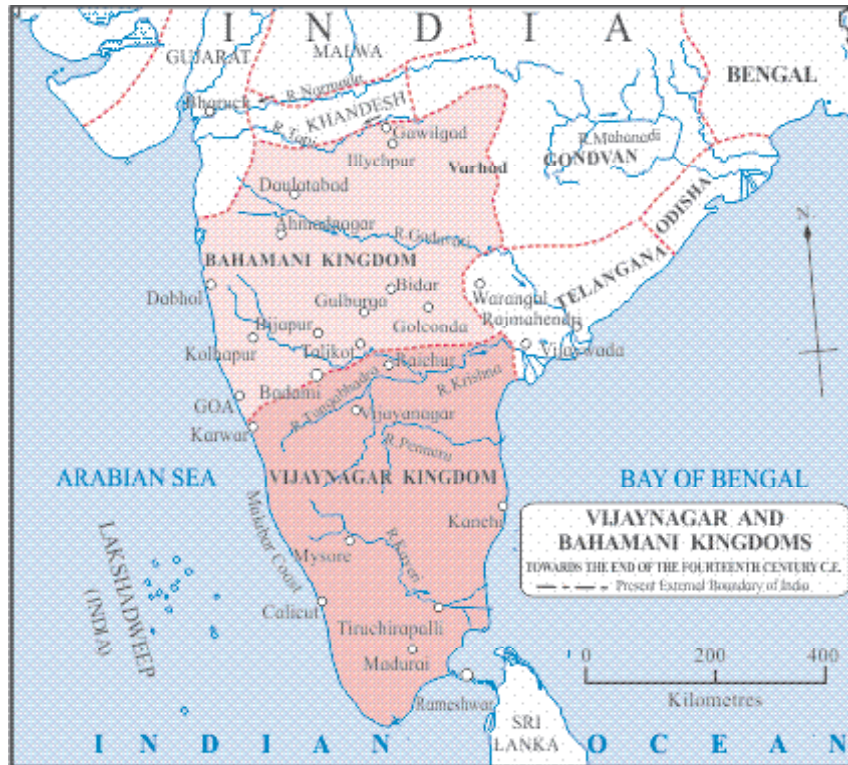 I N D I A
GUJARAT
MALWA
BENGAL
Bharuch
R.Narmada
KHANDESH
R.Tapi
Gawilgad
Illychpur
R.Mahanadi
GONDVAN
Varhad
Daulatabad
ODISHA
Ahmadnagar
R.Godavari
N
BAHAMANI KINGDOM
TELANGANA
Dabhol
Bidar
Warangal
Gulburga
Golconda
Rajmahendri
Bijapur
Kolhapur
Talikot
Vijaywada
Raichur
Badami
R.Krishna
GOA
R.Tungabhadra
Vijayanagar
Karwar
R.Penneru
ARABIAN SEA
VIJAYNAGAR KINGDOM
BAY OF BENGAL
Malabar Coast
Kanchi
VIJAYNAGAR AND
BAHAMANI KINGDOMS
TOWARDS THE END OF THE FOURTEENTH CENTURY C.E.
Present External Boundary of India
LAKSHADWEEP
(INDIA)
Mysore
R.Kaveri
Calicut
Tiruchirapalli
Madurai
0 200 400
Kilometres
Rameshwar
SRI
LANKA
I N D I A N O C E A N